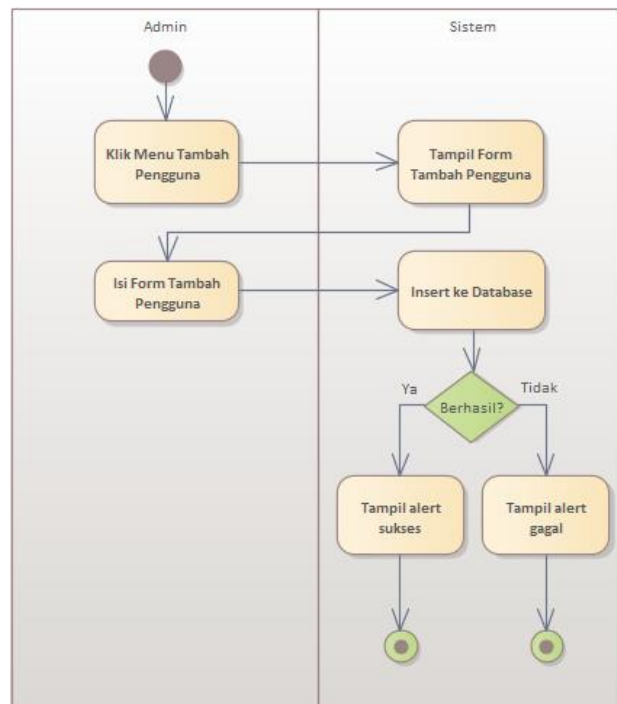 Admin
Sistem
Klik Menu Tambah
Pengguna
Tampil Form
Tambah Pengguna
Isi Form Tambah
Pengguna
Insert ke Database
Berhasil?
Ya
Tidak
Tampil alert
sukses
Tampil alert
gagal